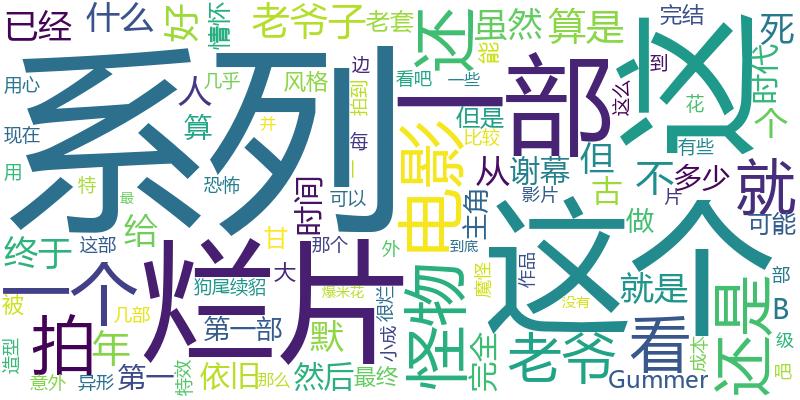 已经 什么 好 情怀 老爷子 老套 还 虽然 算是 完结 死
用心 几乎 风格 边 看吧 能 一些 到 时代
现在 人 拍到 一部 但是 这么 花 这
系列 算 每 比较 有些 个
用 恐怖 时间 一 电影 从 谢幕 但 不 多少 就
特 并 可以 主角 影片 古 片
终于 最 这部 给 甘 那个 外 到底 做 可能
一个 被 狗尾续貂 大 怪物 魔怪 作品 这个 就是 还是 部
拍 几部 第一部 爆米花 很烂 没有 B
烂片 年 默 小成 完全 老爷 看 成本 级
造型 意外 异形 第一 特效 依旧 那么 然后 最终 Gummer 吧